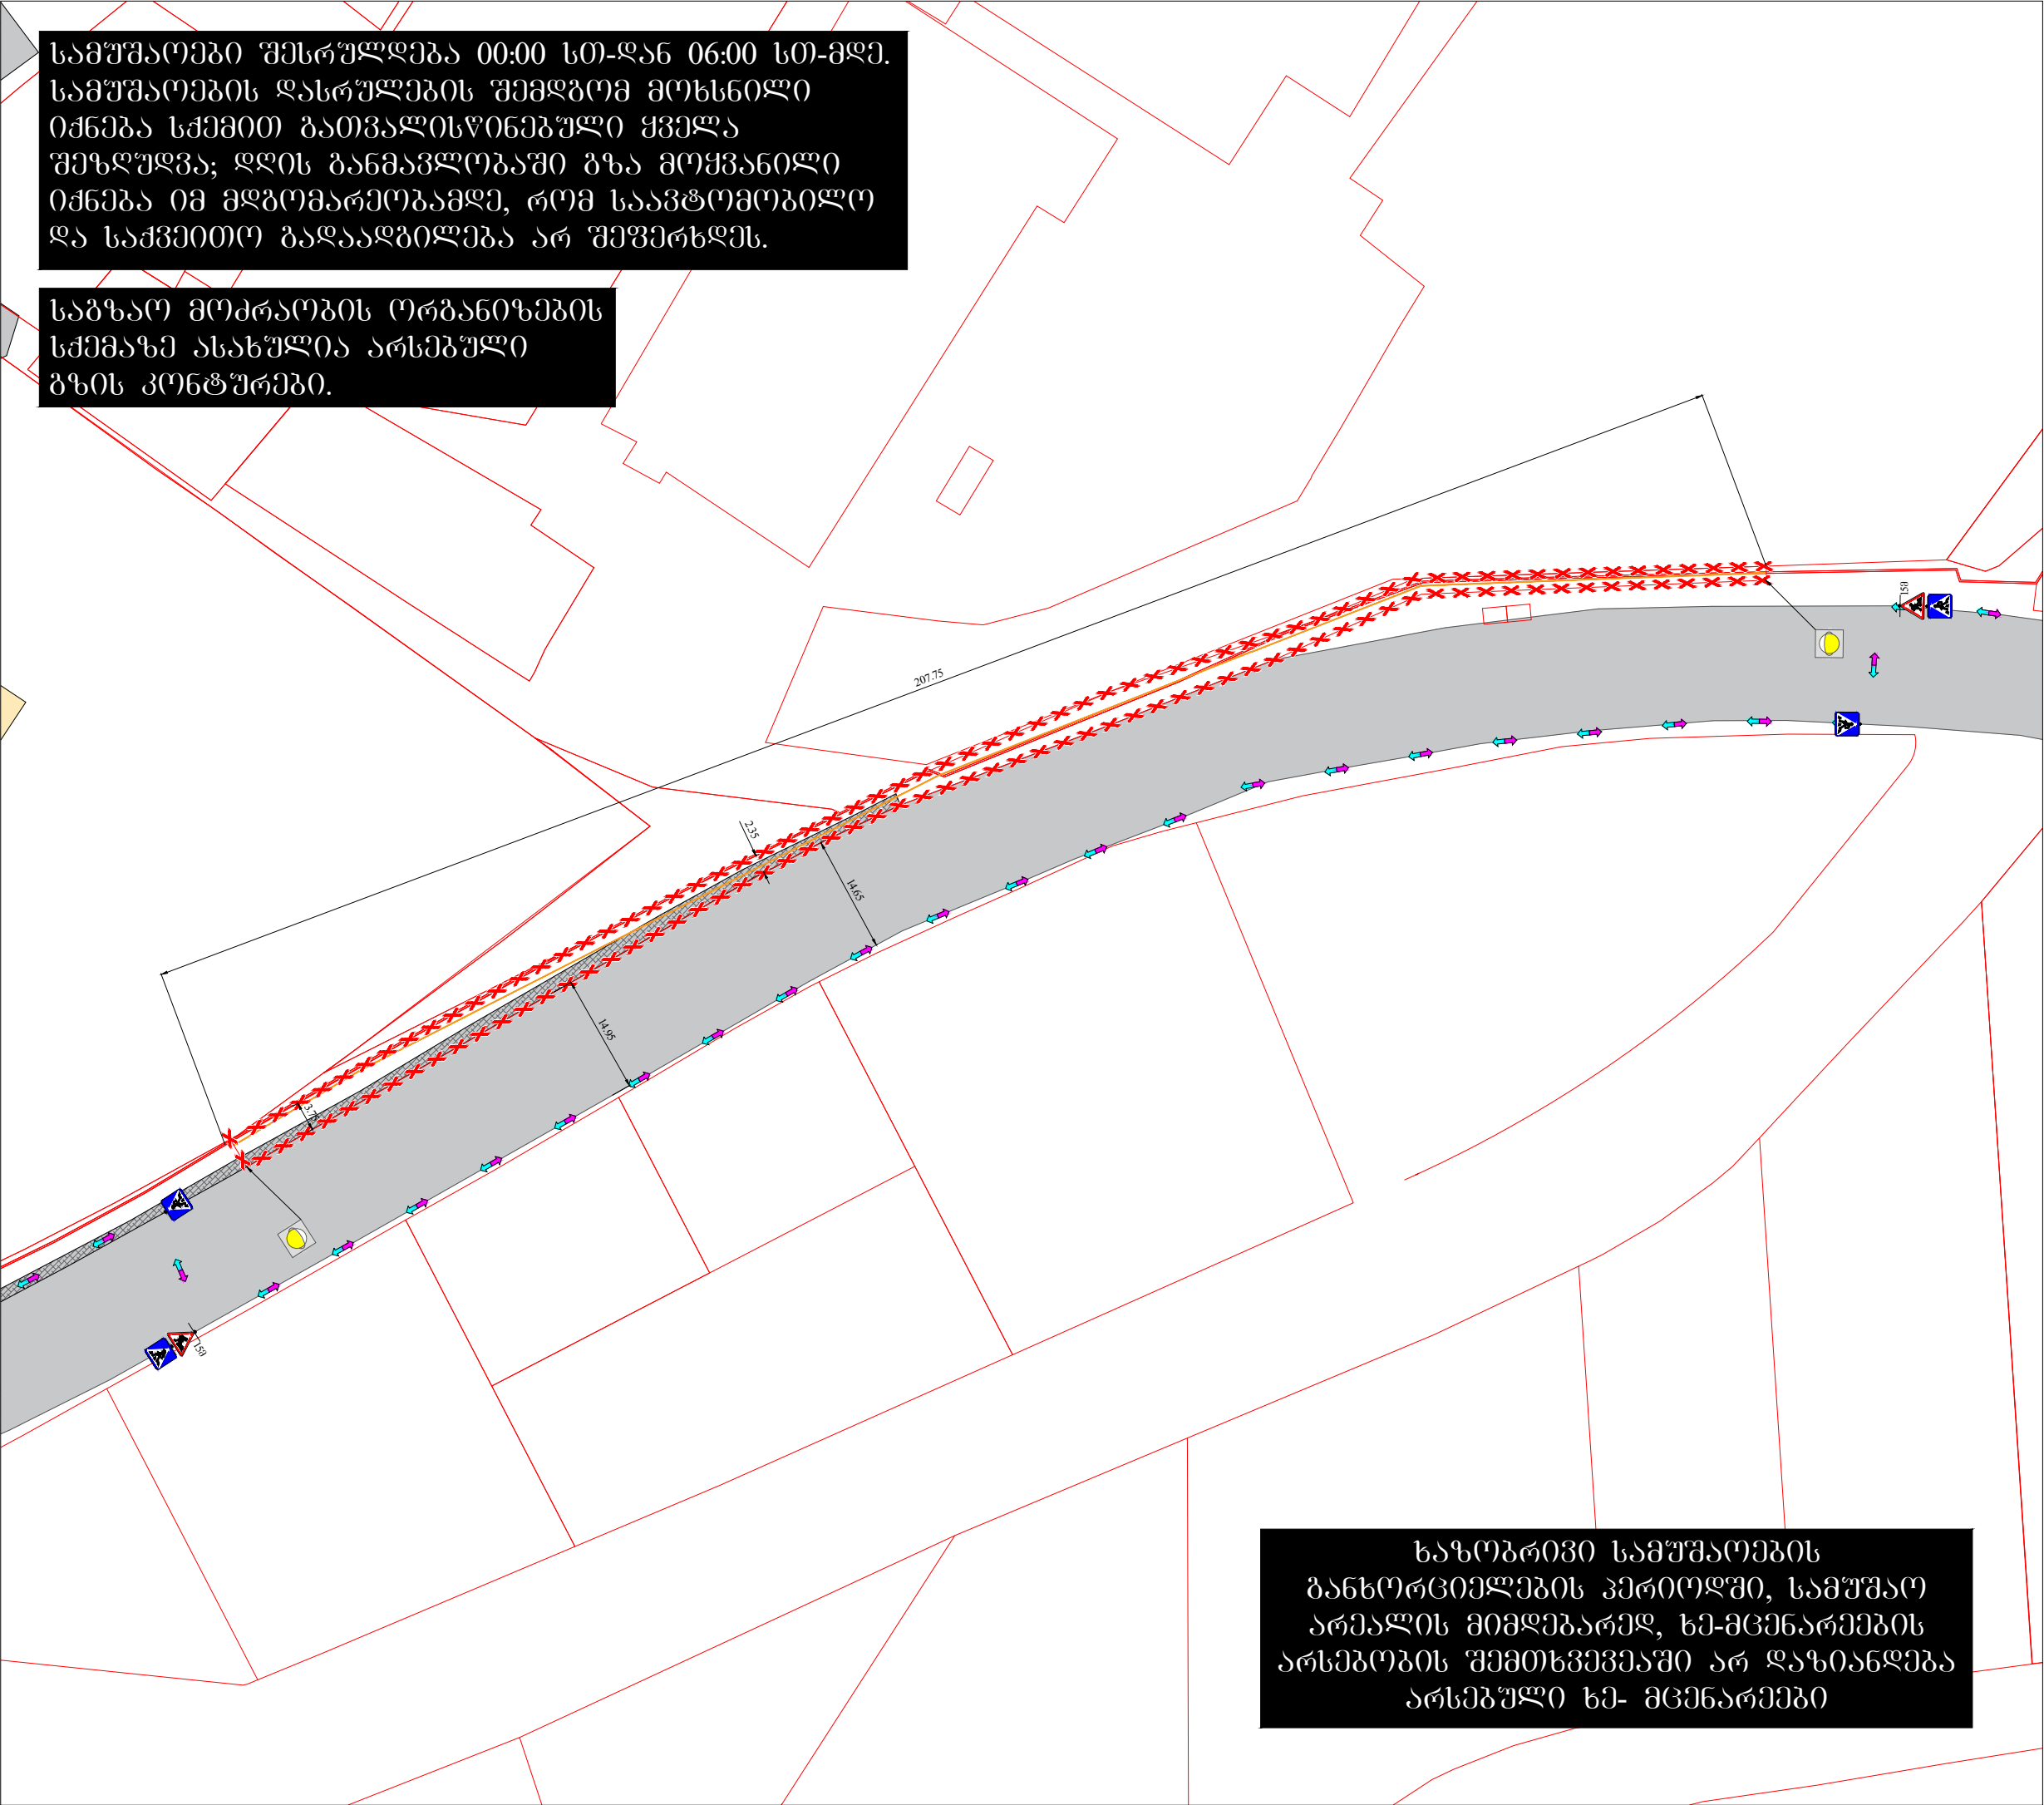 სამუშაოები შესრულდება 00:00 სთ-დან 06:00 სთ-მდე.
სამუშაოების დასრულების შემდგომ მოხსნილი
იქნება სქემით გათვალისწინებული ყველა
შეზღუდვა; დღის განმავლობაში გზა მოყვანილი
იქნება იმ მდგომარეობამდე, რომ საავტომობილო
და საქვეითო გადაადგილება არ შეფერხდეს.
საგზაო მოძრაობის ორგანიზების
სქემაზე ასახულია არსებული
გზის კონტურები.
150
207.75
2.35
14.65
14.95
150
ხაზობრივი სამუშაოების
განხორციელების პერიოდში, სამუშაო
არეალის მიმდებარედ, ხე-მცენარეების
არსებობის შემთხვევეაში არ დაზიანდება
არსებული ხე- მცენარეები